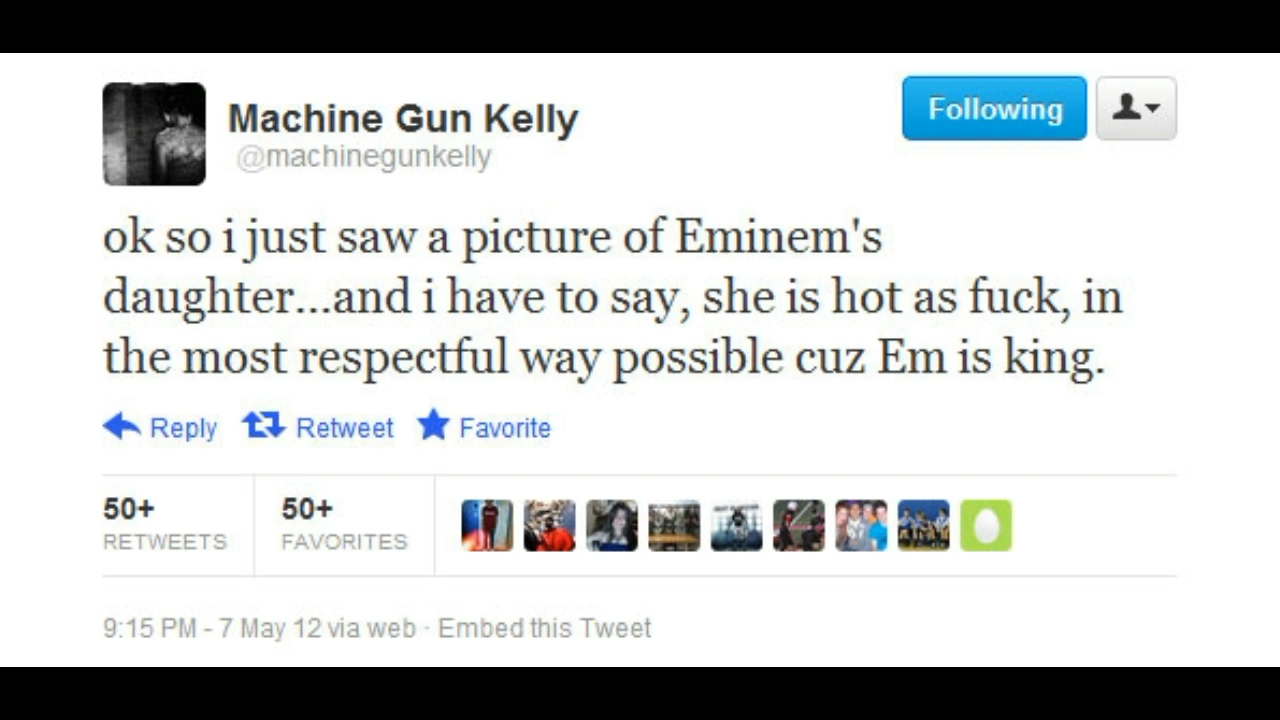 Machine Gun Kelly
@machinegunkelly
Following
ok so i just saw a picture of Eminem's
daughter...and i have to say, she is hot as fuck, in
the most respectful way possible cuz Em is king.
Reply Retweet Favorite
50+ 50+
RETWEETS FAVORITES
9:15 PM - 7 May 12 via web · Embed this Tweet